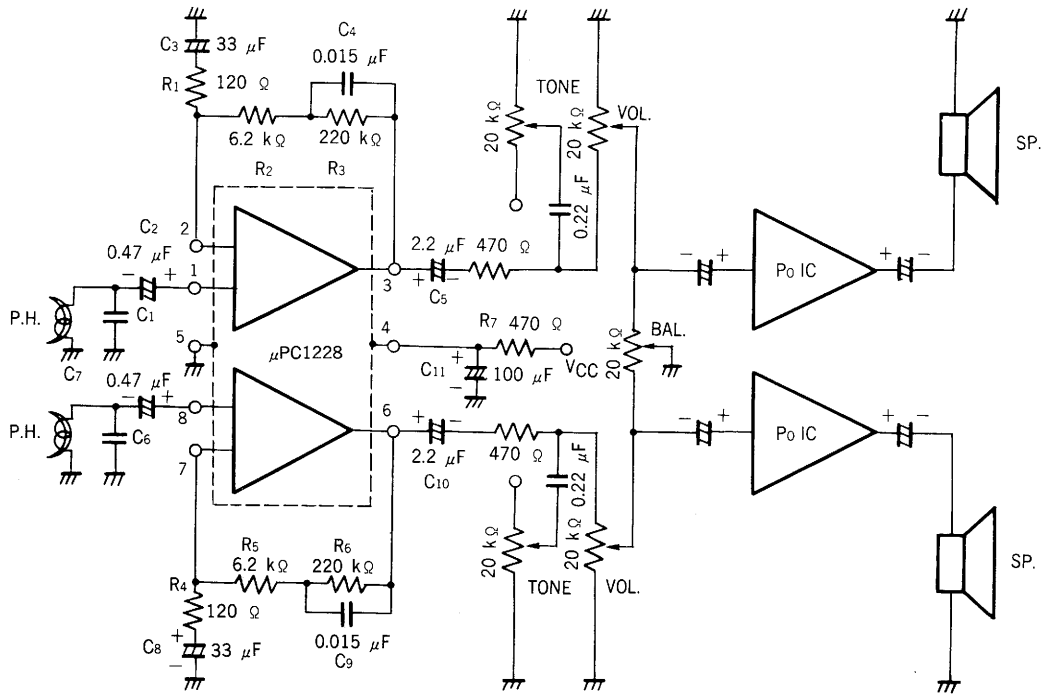 C3 33 μF
C4
0.015 μF
R1 120 Ω
6.2 kΩ 220 kΩ
R2 R3
20 kΩ TONE
20 kΩ VOL.
0.22 μF
SP.
C2
0.47 μF
2
− + 1
P.H.
C1
2.2 μF 470 Ω
3 + −
C5
− +
Po IC
+ −
5
μPC1228
4
R7 470 Ω
VCC
+
C11 100 μF
−
20 kΩ BAL.
C7
0.47 μF
− +
8
P.H.
C6
7
6
+ −
2.2 μF 470 Ω
C10
0.22 μF
− +
Po IC
+ −
20 kΩ TONE
20 kΩ VOL.
SP.
R5 R6
6.2 kΩ 220 kΩ
R4
120 Ω
0.015 μF
C9
+
C8 33 μF
−